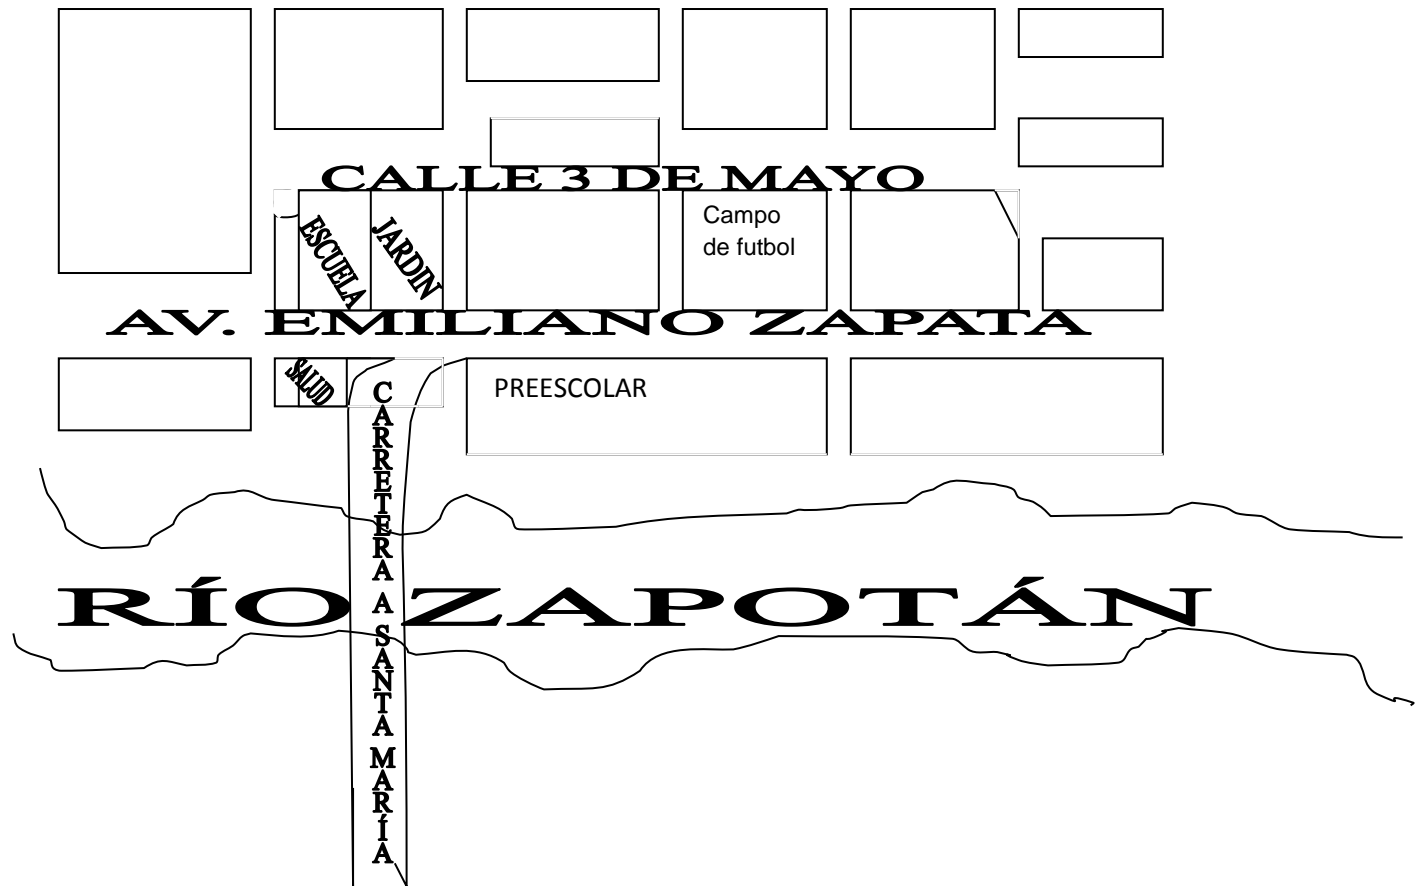 CALLE 3 DE MAYO
ESCUELA
JARDIN
Campo
de futbol
AV. EMILIANO ZAPATA
SALUD
PREESCOLAR
CARRETERA A SANTA MARÍA
RÍO ZAPOTÁN